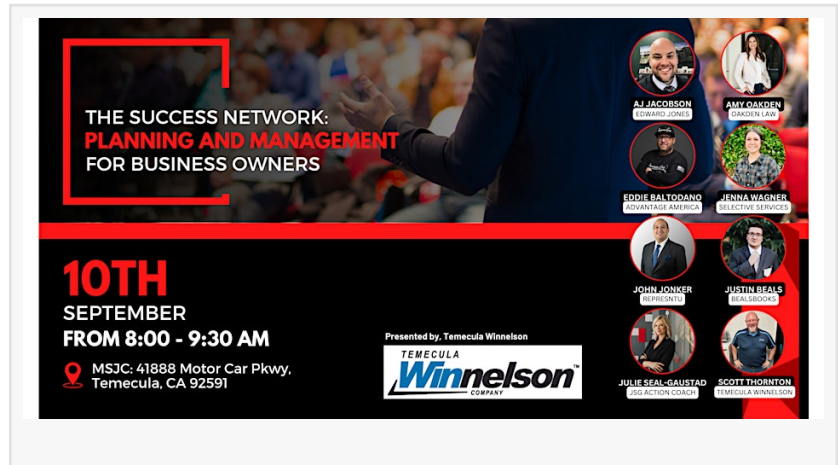 THE SUCCESS NETWORK:
PLANNING AND MANAGEMENT
FOR BUSINESS OWNERS
10TH
SEPTEMBER
FROM 8:00 - 9:30 AM
MSJC: 41888 Motor Car Pkwy,
Temecula, CA 92591
Presented by, Temecula Winnelson
TEMECULA
Winnelson™
COMPANY
AJ JACOBSON
EDWARD JONES
AMY OAKDEN
OAKDEN LAW
EDDIE BALTODANO
ADVANTAGE AMERICA
JENNA WAGNER
SELECTIVE SERVICES
JOHN JONKER
REPRESNTU
JUSTIN BEALS
BEALSBOOKS
JULIE SEAL-GAUSTAD
JSG ACTION COACH
SCOTT THORNTON
TEMECULA WINNELSON